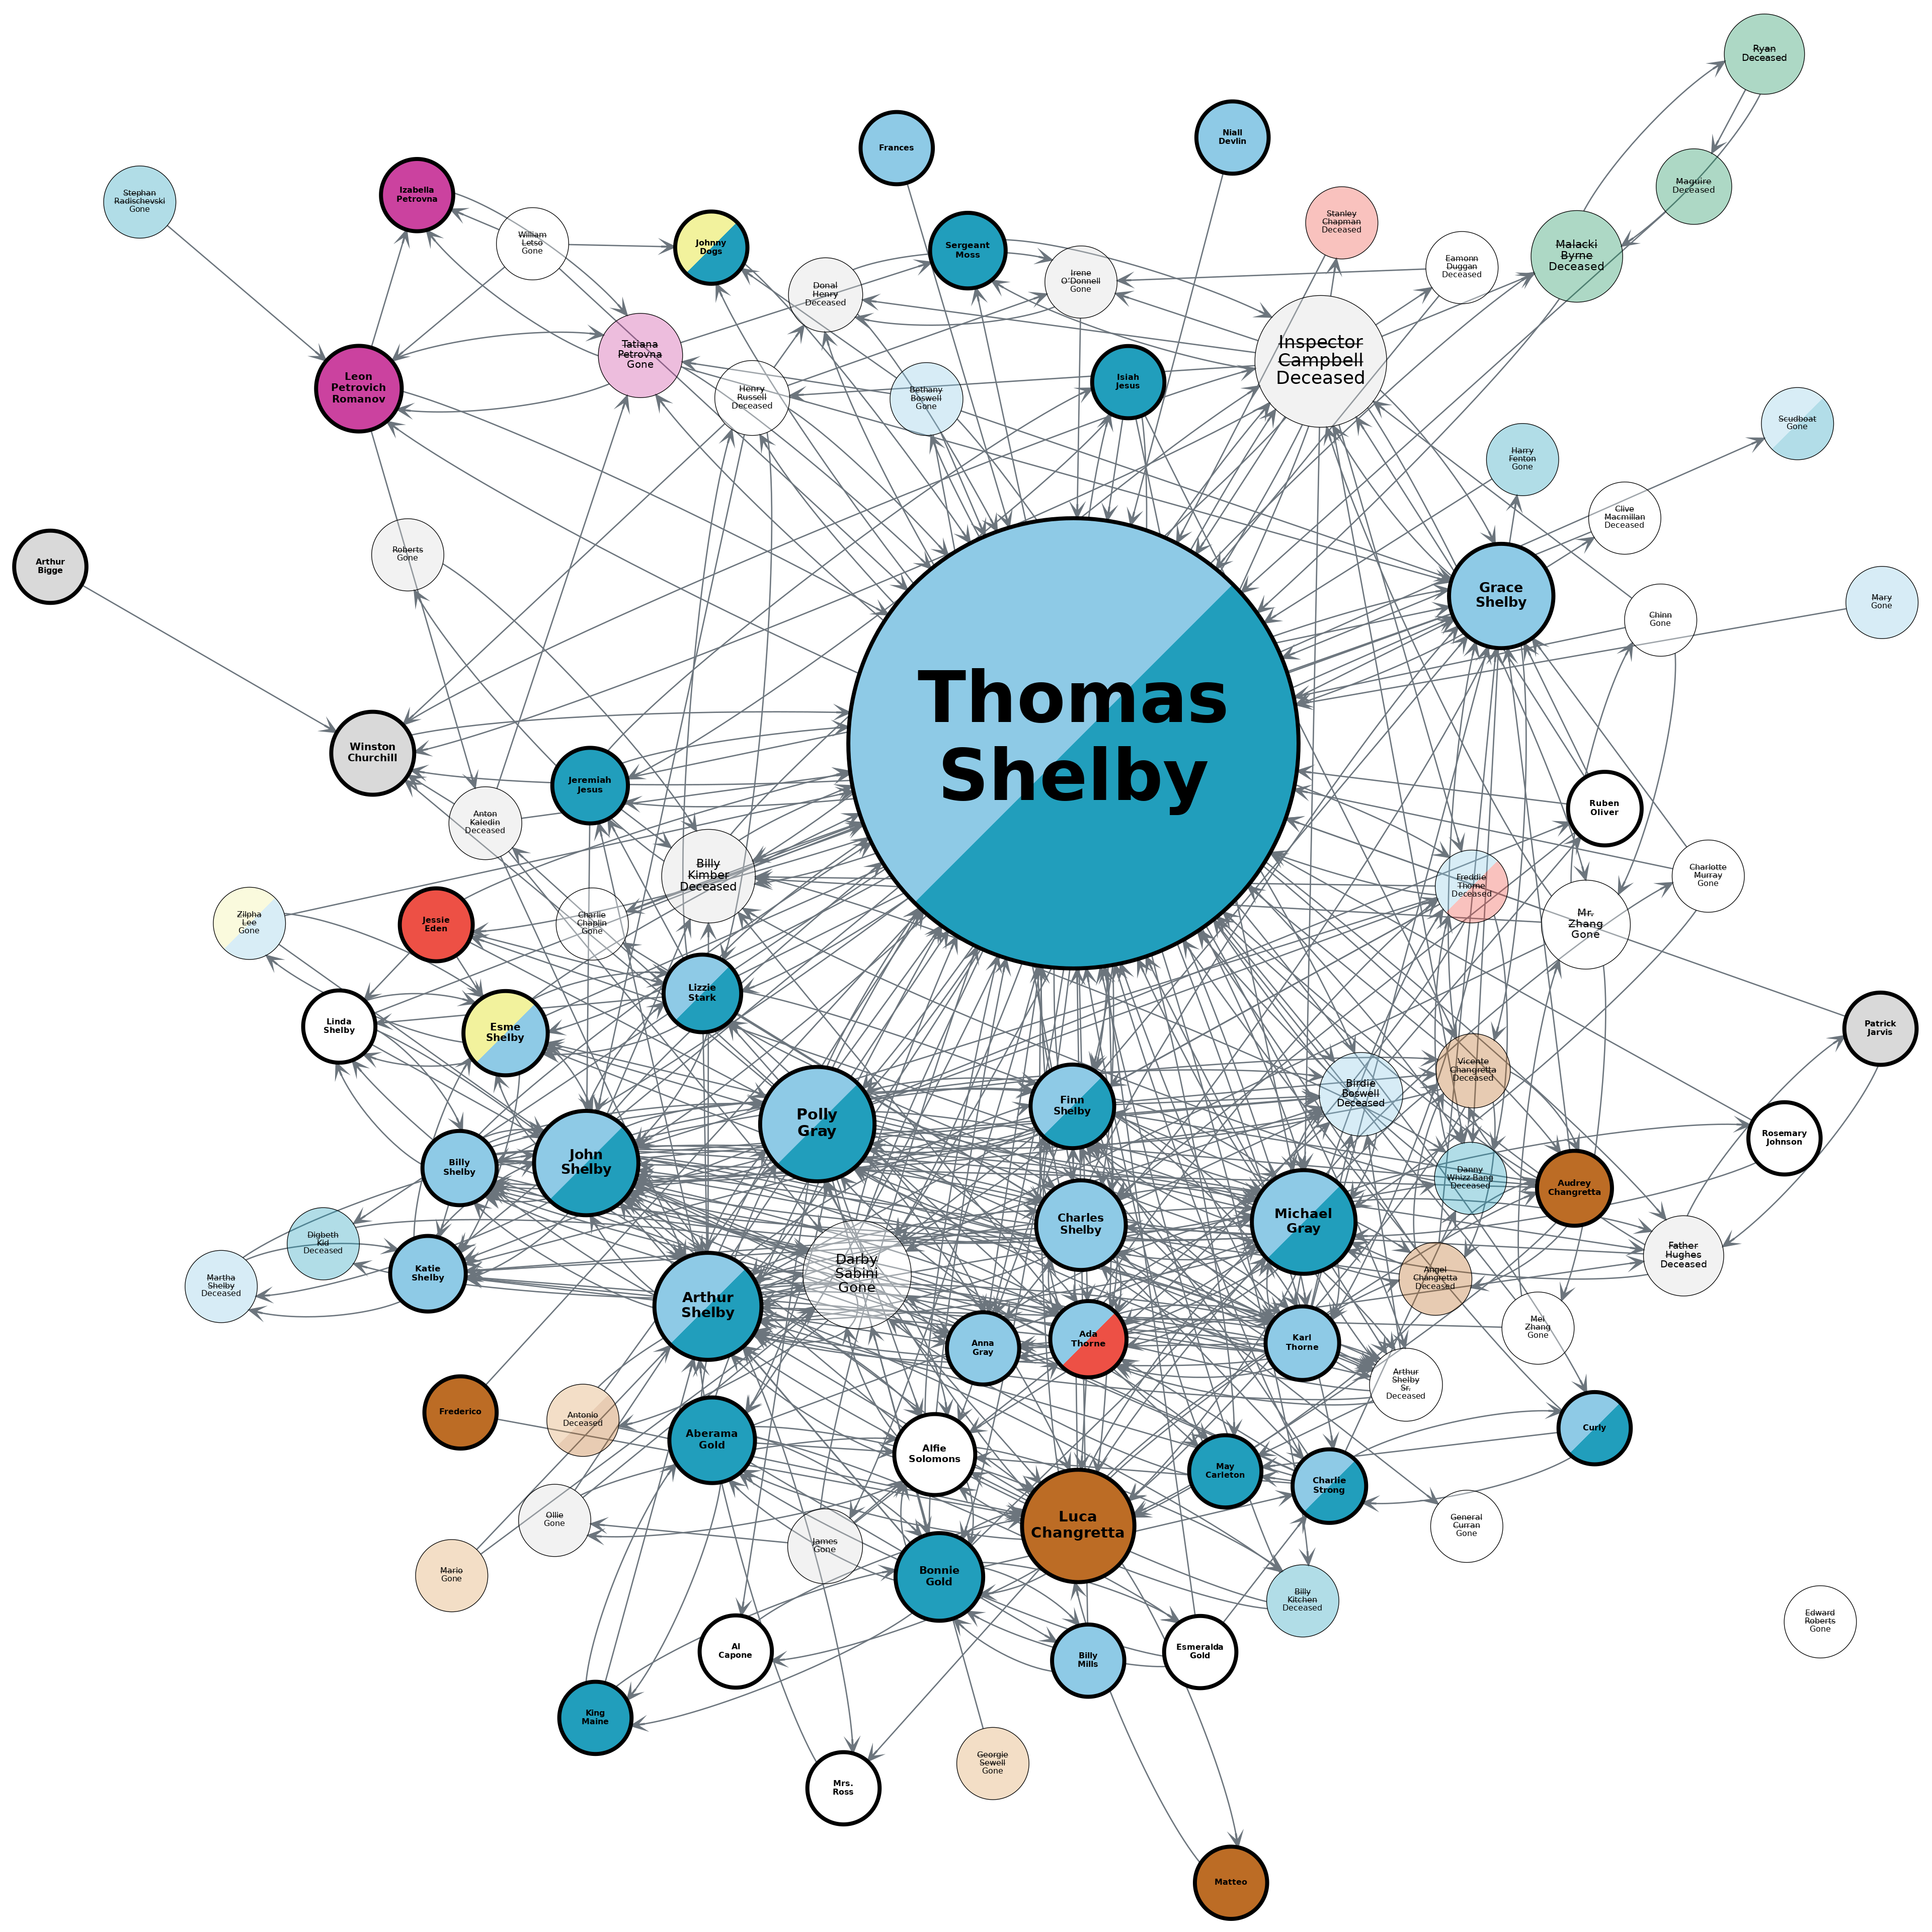 Ryan
Deceased
Niall
Devlin
Frances
Maguire
Deceased
Izabella
Petrovna
Stephan
Radischevski
Gone
Stanley
Chapman
Deceased
William
Letso
Gone
Johnny
Dogs
Sergeant
Moss
Malacki
Byrne
Deceased
Eamonn
Duggan
Deceased
Irene
O'Donnell
Gone
Donal
Henry
Deceased
Tatiana
Petrovna
Gone
Inspector
Campbell
Deceased
Isiah
Jesus
Leon
Petrovich
Romanov
Henry
Russell
Deceased
Bethany
Boswell
Gone
Scudboat
Gone
Harry
Fenton
Gone
Clive
Macmillan
Deceased
Roberts
Gone
Arthur
Bigge
Grace
Shelby
Mary
Gone
Chinn
Gone
Thomas
Shelby
Winston
Churchill
Jeremiah
Jesus
Ruben
Oliver
Anton
Kaledin
Deceased
Billy
Kimber
Deceased
Charlotte
Murray
Gone
Freddie
Thorne
Deceased
Zilpha
Lee
Gone
Jessie
Eden
Charlie
Chaplin
Gone
Mr.
Zhang
Gone
Lizzie
Stark
Linda
Shelby
Esme
Shelby
Patrick
Jarvis
Vicente
Changretta
Deceased
Birdie
Boswell
Deceased
Finn
Shelby
Polly
Gray
Rosemary
Johnson
John
Shelby
Billy
Shelby
Danny
Whizz-Bang
Deceased
Audrey
Changretta
Charles
Shelby
Michael
Gray
Digbeth
Kid
Deceased
Father
Hughes
Deceased
Katie
Shelby
Martha
Shelby
Deceased
Darby
Sabini
Gone
Angel
Changretta
Deceased
Arthur
Shelby
Mei
Zhang
Gone
Ada
Thorne
Karl
Thorne
Anna
Gray
Arthur
Shelby
Sr.
Deceased
Frederico
Antonio
Deceased
Curly
Aberama
Gold
Alfie
Solomons
May
Carleton
Charlie
Strong
Ollie
Gone
Luca
Changretta
General
Curran
Gone
James
Gone
Mario
Gone
Bonnie
Gold
Billy
Kitchen
Deceased
Edward
Roberts
Gone
Al
Capone
Esmeralda
Gold
Billy
Mills
King
Maine
Georgie
Sewell
Gone
Mrs.
Ross
Matteo